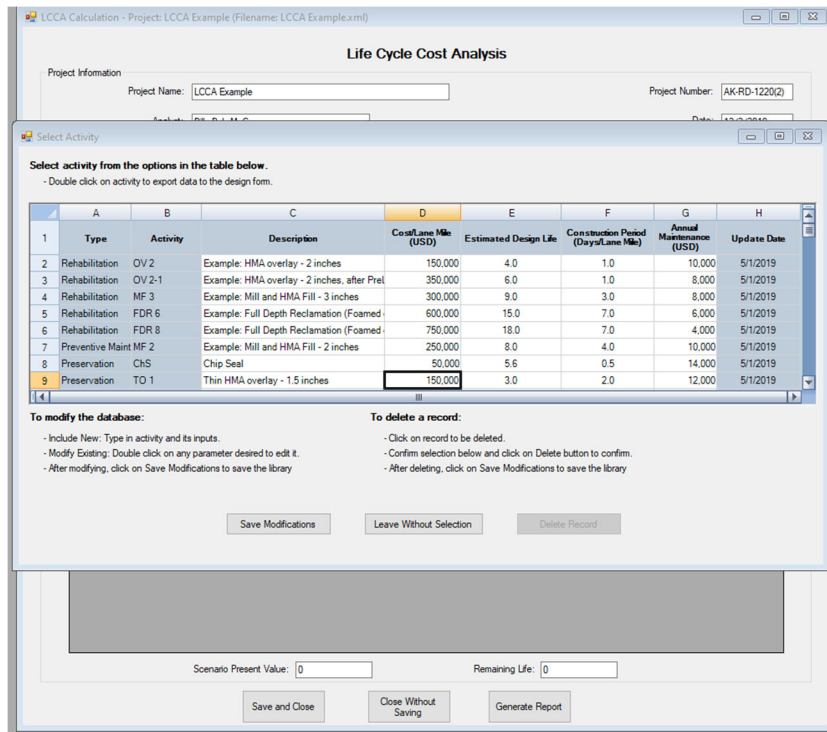 LCCA Calculation - Project: LCCA Example (Filename: LCCA Example.xml)
Life Cycle Cost Analysis
Project Information
Project Name: LCCA Example Project Number: AK-RD-1220(2)
Select Activity
Select activity from the options in the table below.
- Double click on activity to export data to the design form.
A B C D E F G H
1 Type Activity Description Cost/Lane Mile (USD) Estimated Design Life Construction Period (Days/Lane Mile) Annual Maintenance (USD) Update Date
2 Rehabilitation OV 2 Example: HMA overlay - 2 inches 150,000 4.0 1.0 10,000 5/1/2019
3 Rehabilitation OV 2-1 Example: HMA overlay - 2 inches, after Prel 350,000 6.0 1.0 8,000 5/1/2019
4 Rehabilitation MF 3 Example: Mill and HMA Fill - 3 inches 300,000 9.0 3.0 8,000 5/1/2019
5 Rehabilitation FDR 6 Example: Full Depth Reclamation (Foamed 600,000 15.0 7.0 6,000 5/1/2019
6 Rehabilitation FDR 8 Example: Full Depth Reclamation (Foamed 750,000 18.0 7.0 4,000 5/1/2019
7 Preventive Maint MF 2 Example: Mill and HMA Fill - 2 inches 250,000 8.0 4.0 10,000 5/1/2019
8 Preservation ChS Chip Seal 50,000 5.6 0.5 14,000 5/1/2019
9 Preservation TO 1 Thin HMA overlay - 1.5 inches 150,000 3.0 2.0 12,000 5/1/2019
To modify the database: To delete a record:
- Include New: Type in activity and its inputs. - Click on record to be deleted.
- Modify Existing: Double click on any parameter desired to edit it. - Confirm selection below and click on Delete button to confirm.
- After modifying, click on Save Modifications to save the library - After deleting, click on Save Modifications to save the library
Save Modifications Leave Without Selection Delete Record
Scenario Present Value: 0 Remaining Life: 0
Save and Close Close Without Saving Generate Report